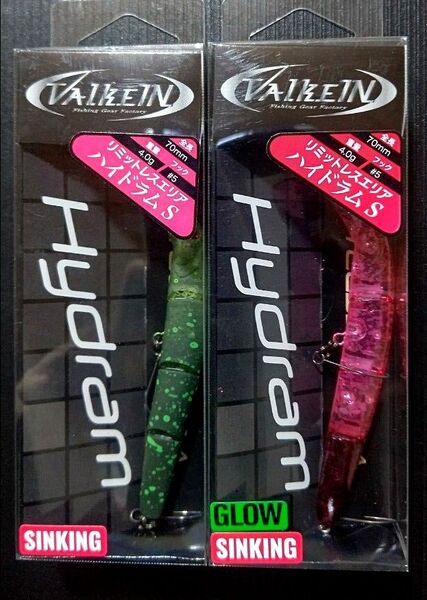 VALKEIN
Fishing Gear Factory
全長 70mm
重量 4.0g フック #5
リミットレスエリア
ハイドラム S
Hydram
SINKING
VALKEIN
Fishing Gear Factory
全長 70mm
重量 4.0g フック #5
リミットレスエリア
ハイドラム S
Hydram
GLOW
SINKING